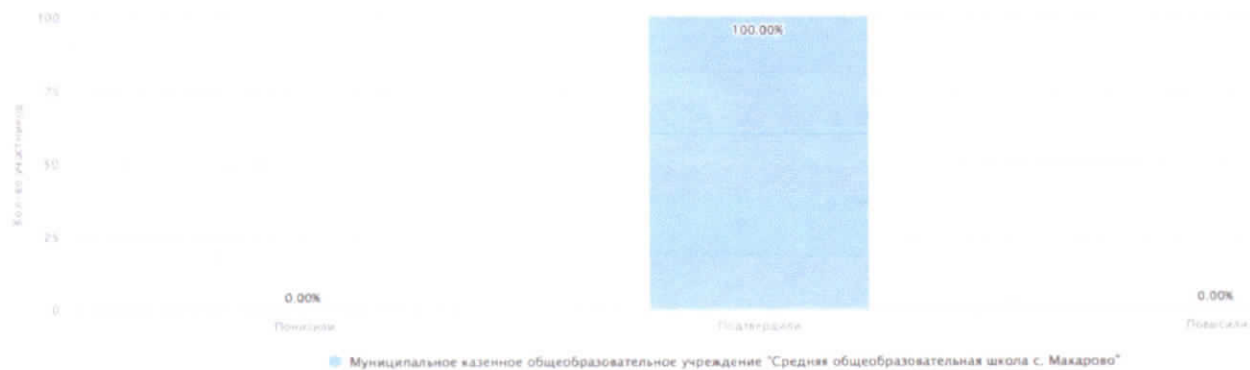 100
100.00%
75
Кол-во участников
50
25
0.00%
0.00%
0
Понизили
Подтвердили
Повысили
Муниципальное казенное общеобразовательное учреждение "Средняя общеобразовательная школа с. Макарово"